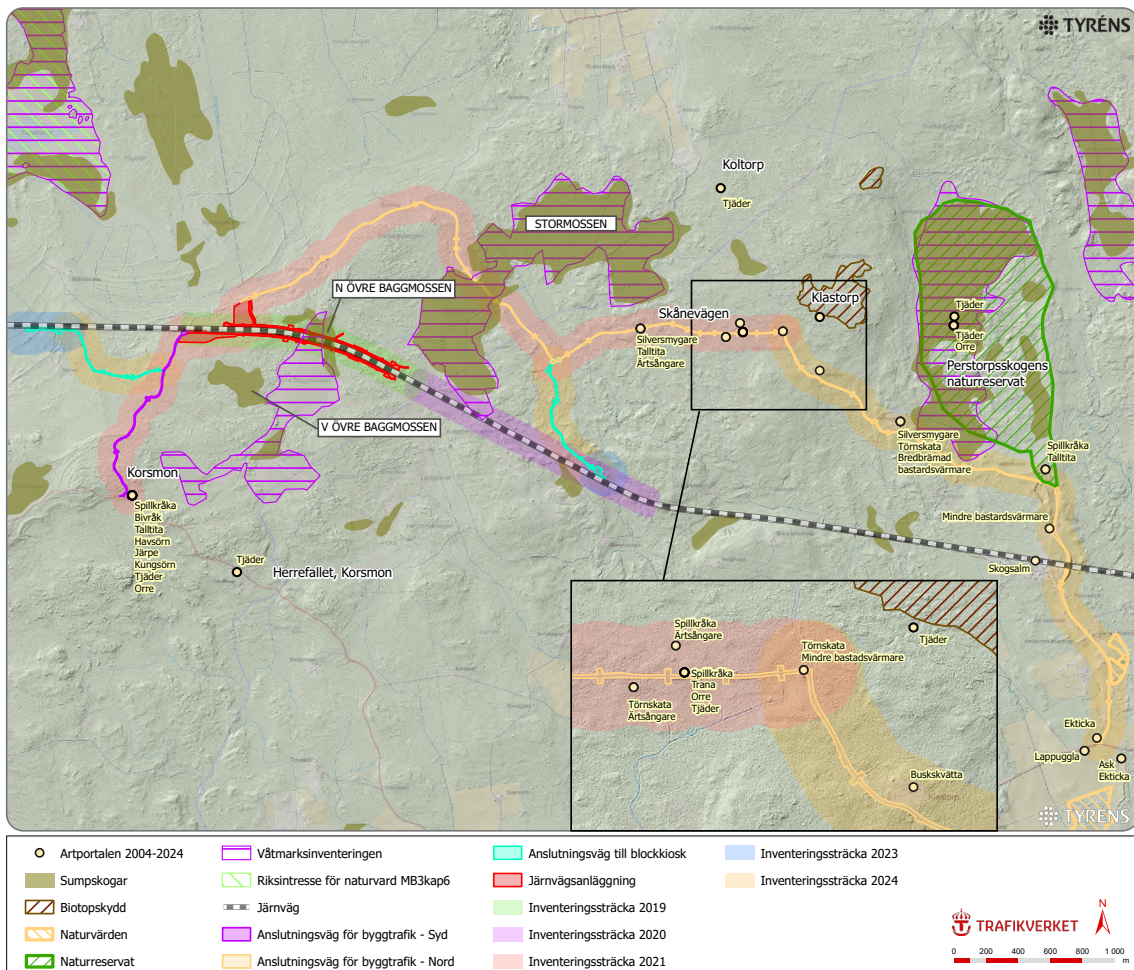 TYRÉNS
Koltorp
Tjäder
STORMOSSEN
N ÖVRE BAGGMOSSEN
Skånevägen
Klastorp
Silversmygare
Talltita
Ärtsångare
Tjäder
Tjäder
Orre
Perstorpsskogens
naturreservat
V ÖVRE BAGGMOSSEN
Silversmygare
Törnskata
Bredbrämad
bastardsvärmare
Spillkråka
Talltita
Korsmon
Spillkråka
Bivråk
Talltita
Havsörn
Järpe
Kungsörn
Tjäder
Orre
Mindre bastardsvärmare
Tjäder
Herrefallet, Korsmon
Skogsalm
Spillkråka
Ärtsångare
Tjäder
Törnskata
Mindre bastadsvärmare
Spillkråka
Trana
Orre
Tjäder
Törnskata
Ärtsångare
Buskskvätta
Klastorp
Ekticka
Lappuggla
Ask
Ekticka
TYRÉNS
Artportalen 2004-2024
Sumpskogar
Biotopskydd
Naturvärden
Naturreservat
Våtmarksinventeringen
Riksintresse för naturvard MB3kap6
Järnväg
Anslutningsväg för byggtrafik - Syd
Anslutningsväg för byggtrafik - Nord
Anslutningsväg till blockkiosk
Järnvägsanläggning
Inventeringssträcka 2019
Inventeringssträcka 2020
Inventeringssträcka 2021
Inventeringssträcka 2023
Inventeringssträcka 2024
TRAFIKVERKET
N
0 200 400 600 800 1 000
m